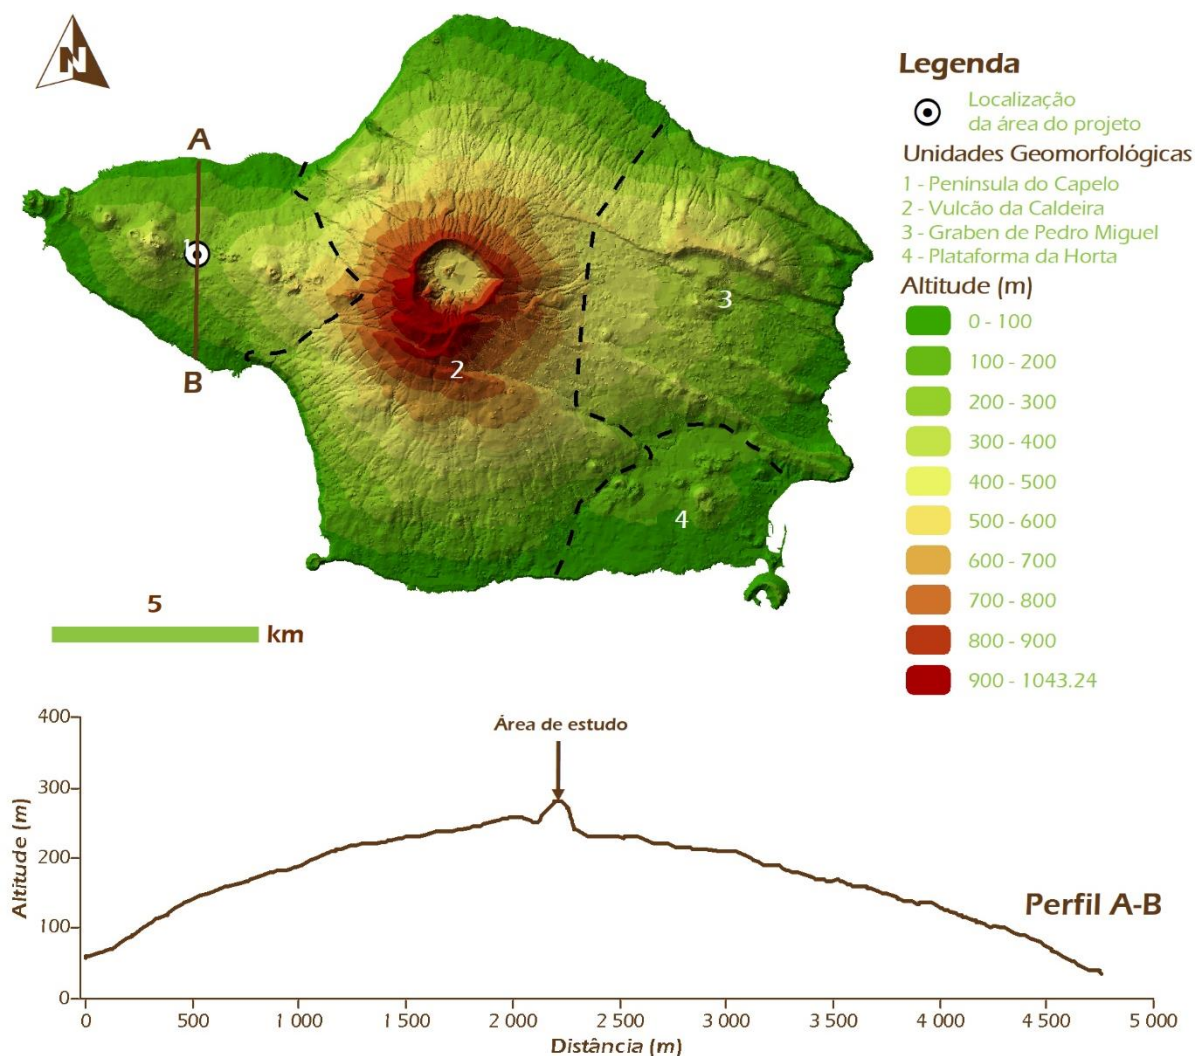 N
A
B
1
2
3
4
5
km
Legenda
Localização
da área do projeto
Unidades Geomorfológicas
1 - Península do Capelo
2 - Vulcão da Caldeira
3 - Graben de Pedro Miguel
4 - Plataforma da Horta
Altitude (m)
0 - 100
100 - 200
200 - 300
300 - 400
400 - 500
500 - 600
600 - 700
700 - 800
800 - 900
900 - 1043.24
Altitude (m)
400
300
200
100
0
Área de estudo
Perfil A-B
0 500 1 000 1 500 2 000 2 500 3 000 3 500 4 000 4 500 5 000
Distância (m)